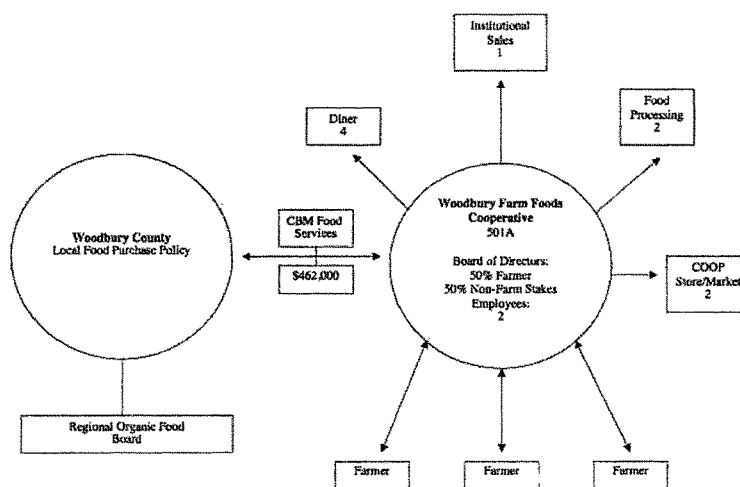 Institutional
Sales
1
Diner
4
Food
Processing
2
Woodbury County
Local Food Purchase Policy
CBM Food
Services
$462,000
Woodbury Farm Foods
Cooperative
501A
Board of Directors:
50% Farmer
50% Non-Farm Stakes
Employees:
2
COOP
Store/Market
2
Regional Organic Food
Board
Farmer
Farmer
Farmer